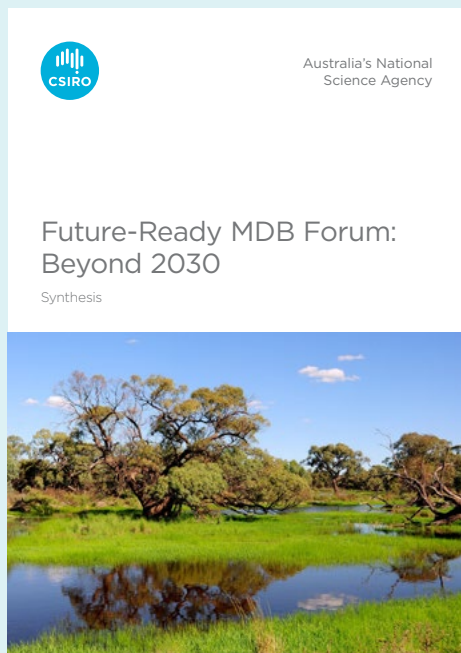 CSIRO
Australia's National
Science Agency
Future-Ready MDB Forum:
Beyond 2030
Synthesis